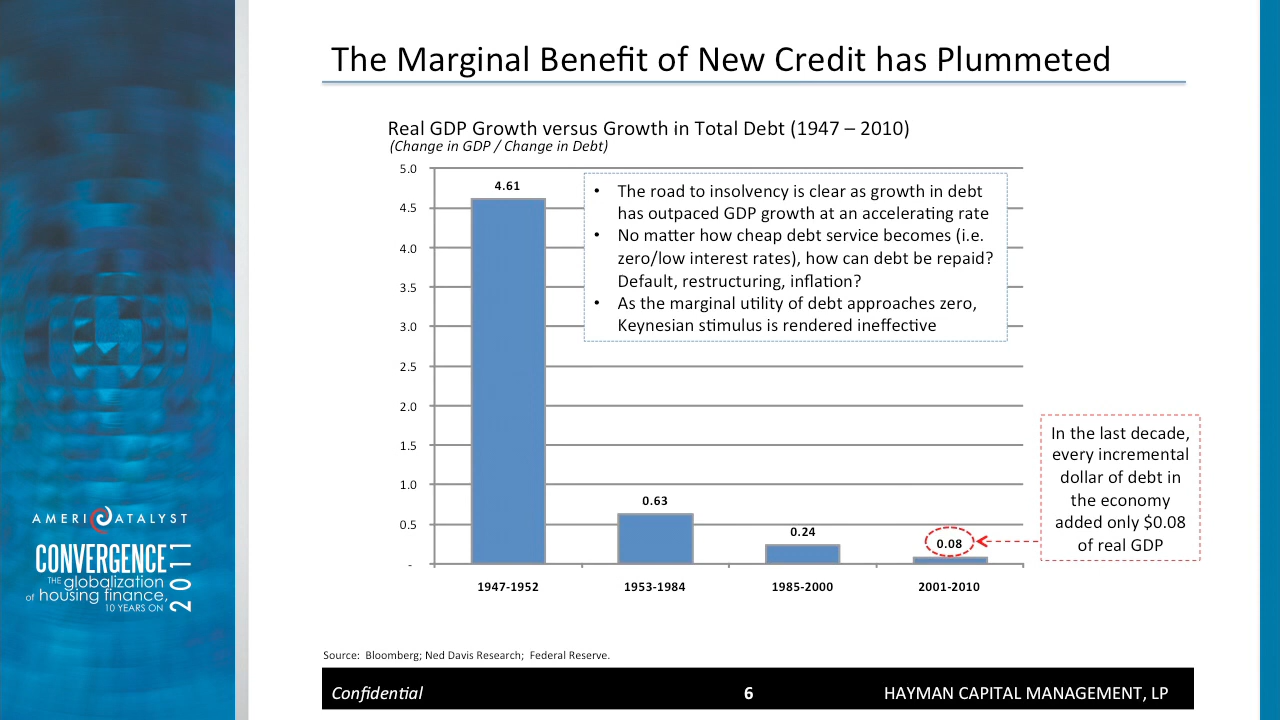 The Marginal Benefit of New Credit has Plummeted
Real GDP Growth versus Growth in Total Debt (1947 – 2010)
(Change in GDP / Change in Debt)
5.0
4.5
4.0
3.5
3.0
2.5
2.0
1.5
1.0
0.5
-
4.61
0.63
0.24
0.08
1947-1952
1953-1984
1985-2000
2001-2010
• The road to insolvency is clear as growth in debt
has outpaced GDP growth at an accelerating rate
• No matter how cheap debt service becomes (i.e.
zero/low interest rates), how can debt be repaid?
Default, restructuring, inflation?
• As the marginal utility of debt approaches zero,
Keynesian stimulus is rendered ineffective
In the last decade,
every incremental
dollar of debt in
the economy
added only $0.08
of real GDP
AMERICATALYST
CONVERGENCE
THE globalization
of housing finance,
10 YEARS ON
2011
Source: Bloomberg; Ned Davis Research; Federal Reserve.
Confidential
6
HAYMAN CAPITAL MANAGEMENT, LP